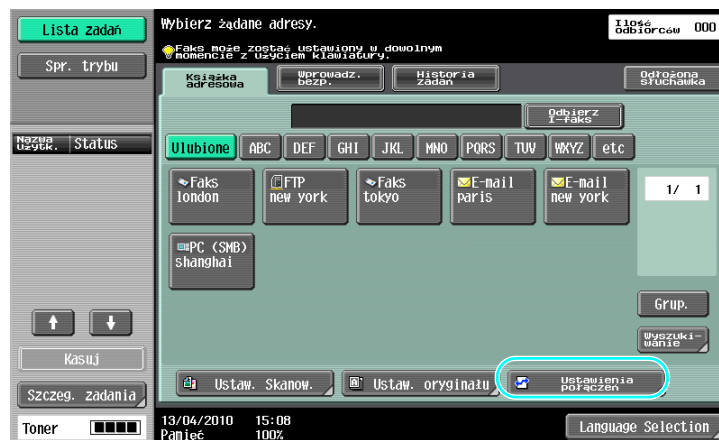 Lista zadań
Spr. trybu
Nazwa użytk.
Status
Kasuj
Szczeg. zadania
Toner
Wybierz żądane adresy.
Ilość odbiorców 000
Faks może zostać ustawiony w dowolnym
momencie z użyciem klawiatury.
Książka adresowa
Wprowadz. bezp.
Historia zadań
Odłożona słuchawka
Odbierz I-faks
Ulubione ABC DEF GHI JKL MNO PQRS TUV WXYZ etc
Faks
london
FTP
new york
Faks
tokyo
E-mail
paris
E-mail
new york
1/ 1
PC (SMB)
shanghai
Grup.
Wyszuki-
wanie
Ustaw. Skanow.
Ustaw. oryginału
Ustawienia
połączeń
13/04/2010 15:08
Pamięć 100%
Language Selection